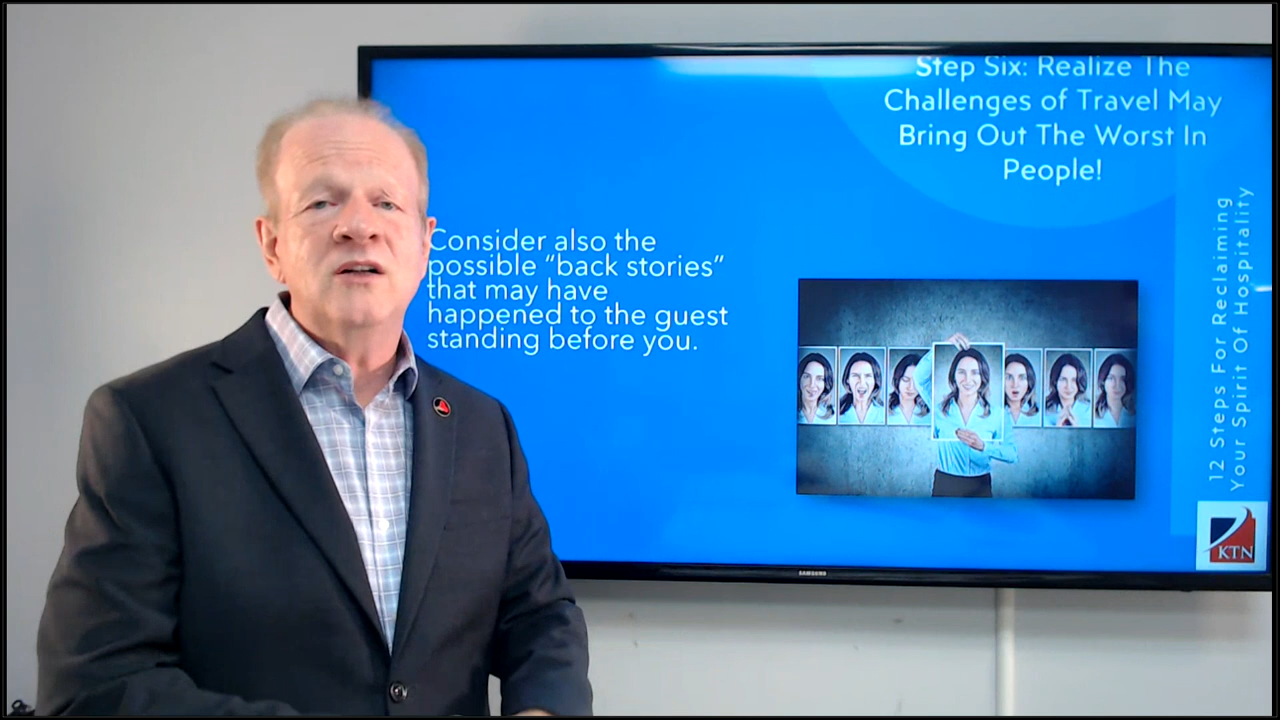 Step Six: Realize The
Challenges of Travel May
Bring Out The Worst In
People!
Consider also the
possible “back stories”
that may have
happened to the guest
standing before you.
12 Steps For Reclaiming
Your Spirit Of Hospitality
KTN
SAMSUNG